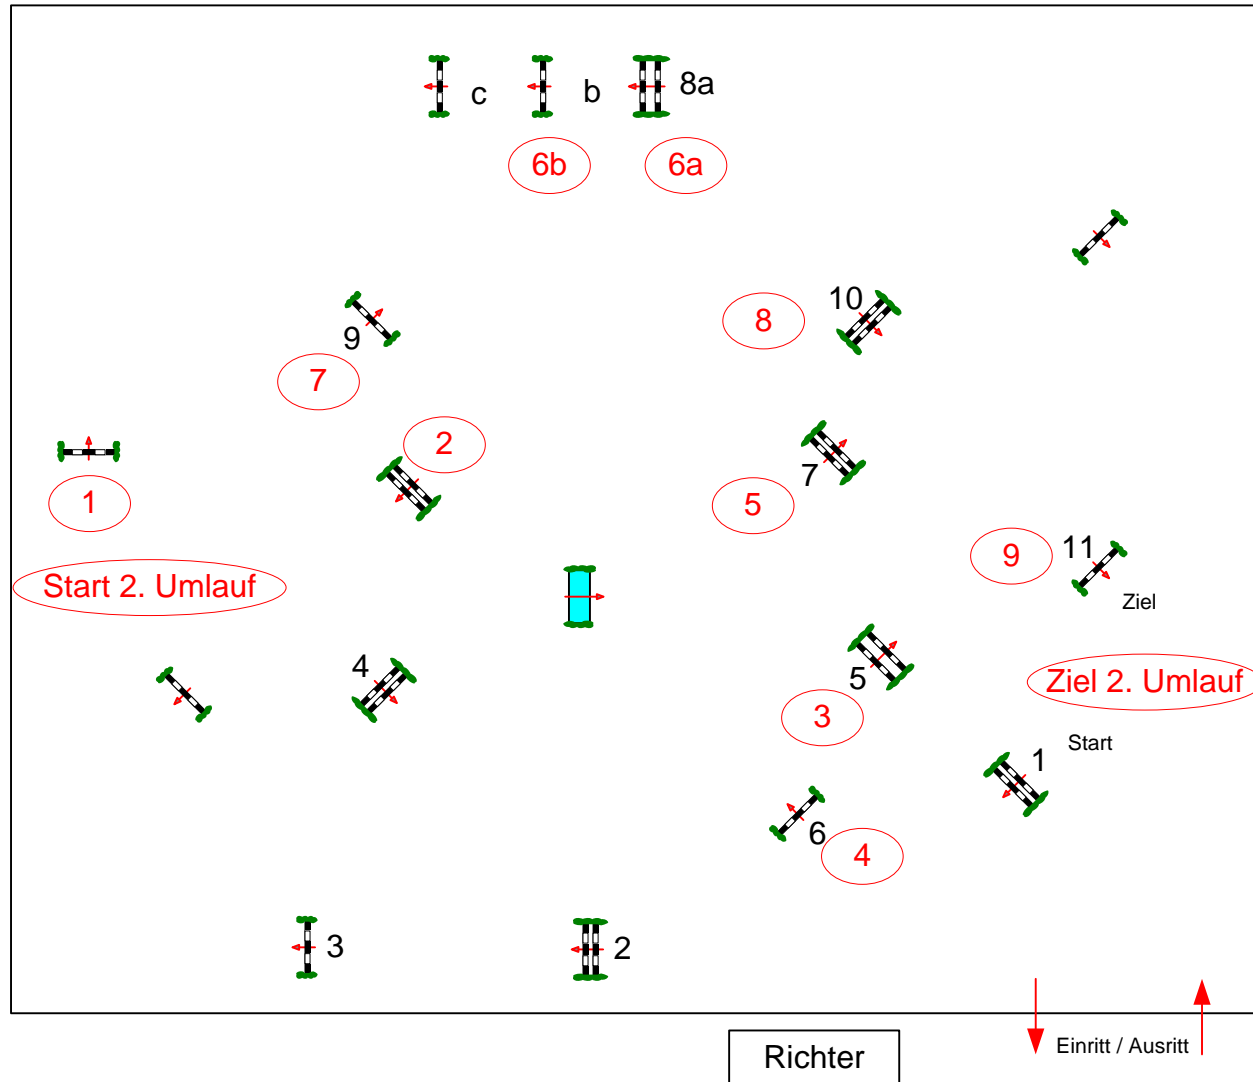 c
b
8a
6b
6a
9
10
8
7
2
7
1
5
9
11
Start 2. Umlauf
Ziel
4
5
Ziel 2. Umlauf
3
Start
1
6
4
3
2
Richter
Einritt / Ausritt